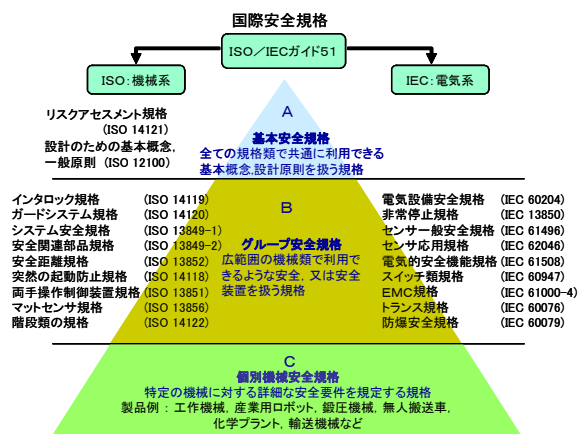 国際安全規格
ISO／IECガイド51
ISO：機械系
IEC：電気系
リスクアセスメント規格
(ISO 14121)
設計のための基本概念,
一般原則 (ISO 12100)
A
基本安全規格
全ての規格類で共通に利用できる
基本概念,設計原則を扱う規格
インタロック規格 (ISO 14119)
ガードシステム規格 (ISO 14120)
システム安全規格 (ISO 13849-1)
安全関連部品規格 (ISO 13849-2)
安全距離規格 (ISO 13852)
突然の起動防止規格 (ISO 14118)
両手操作制御装置規格 (ISO 13851)
マットセンサ規格 (ISO 13856)
階段類の規格 (ISO 14122)
B
グループ安全規格
広範囲の機械類で利用で
きるような安全, 又は安全
装置を扱う規格
電気設備安全規格 (IEC 60204)
非常停止規格 (IEC 13850)
センサ一般安全規格 (IEC 61496)
センサ応用規格 (IEC 62046)
電気的安全機能規格 (IEC 61508)
スイッチ類規格 (IEC 60947)
EMC規格 (IEC 61000-4)
トランス規格 (IEC 60076)
防爆安全規格 (IEC 60079)
C
個別機械安全規格
特定の機械に対する詳細な安全要件を規定する規格
製品例 ： 工作機械, 産業用ロボット, 鍛圧機械, 無人搬送車,
化学プラント, 輸送機械など